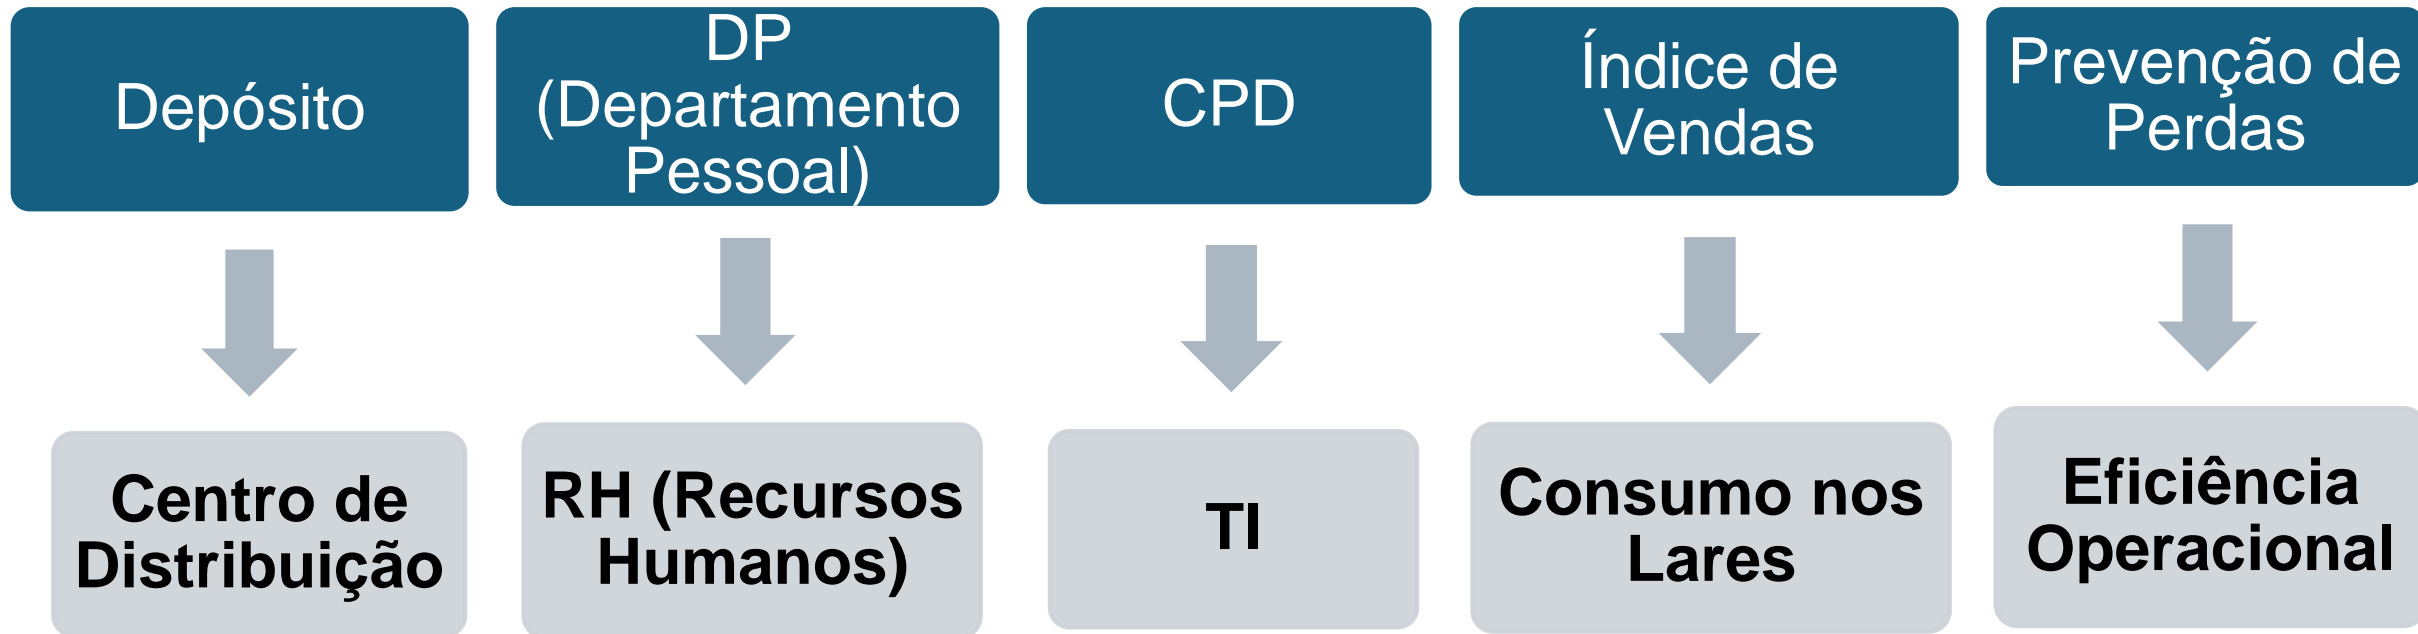 Depósito
DP
(Departamento
Pessoal)
CPD
Índice de
Vendas
Prevenção de
Perdas
Centro de
Distribuição
RH (Recursos
Humanos)
TI
Consumo nos
Lares
Eficiência
Operacional